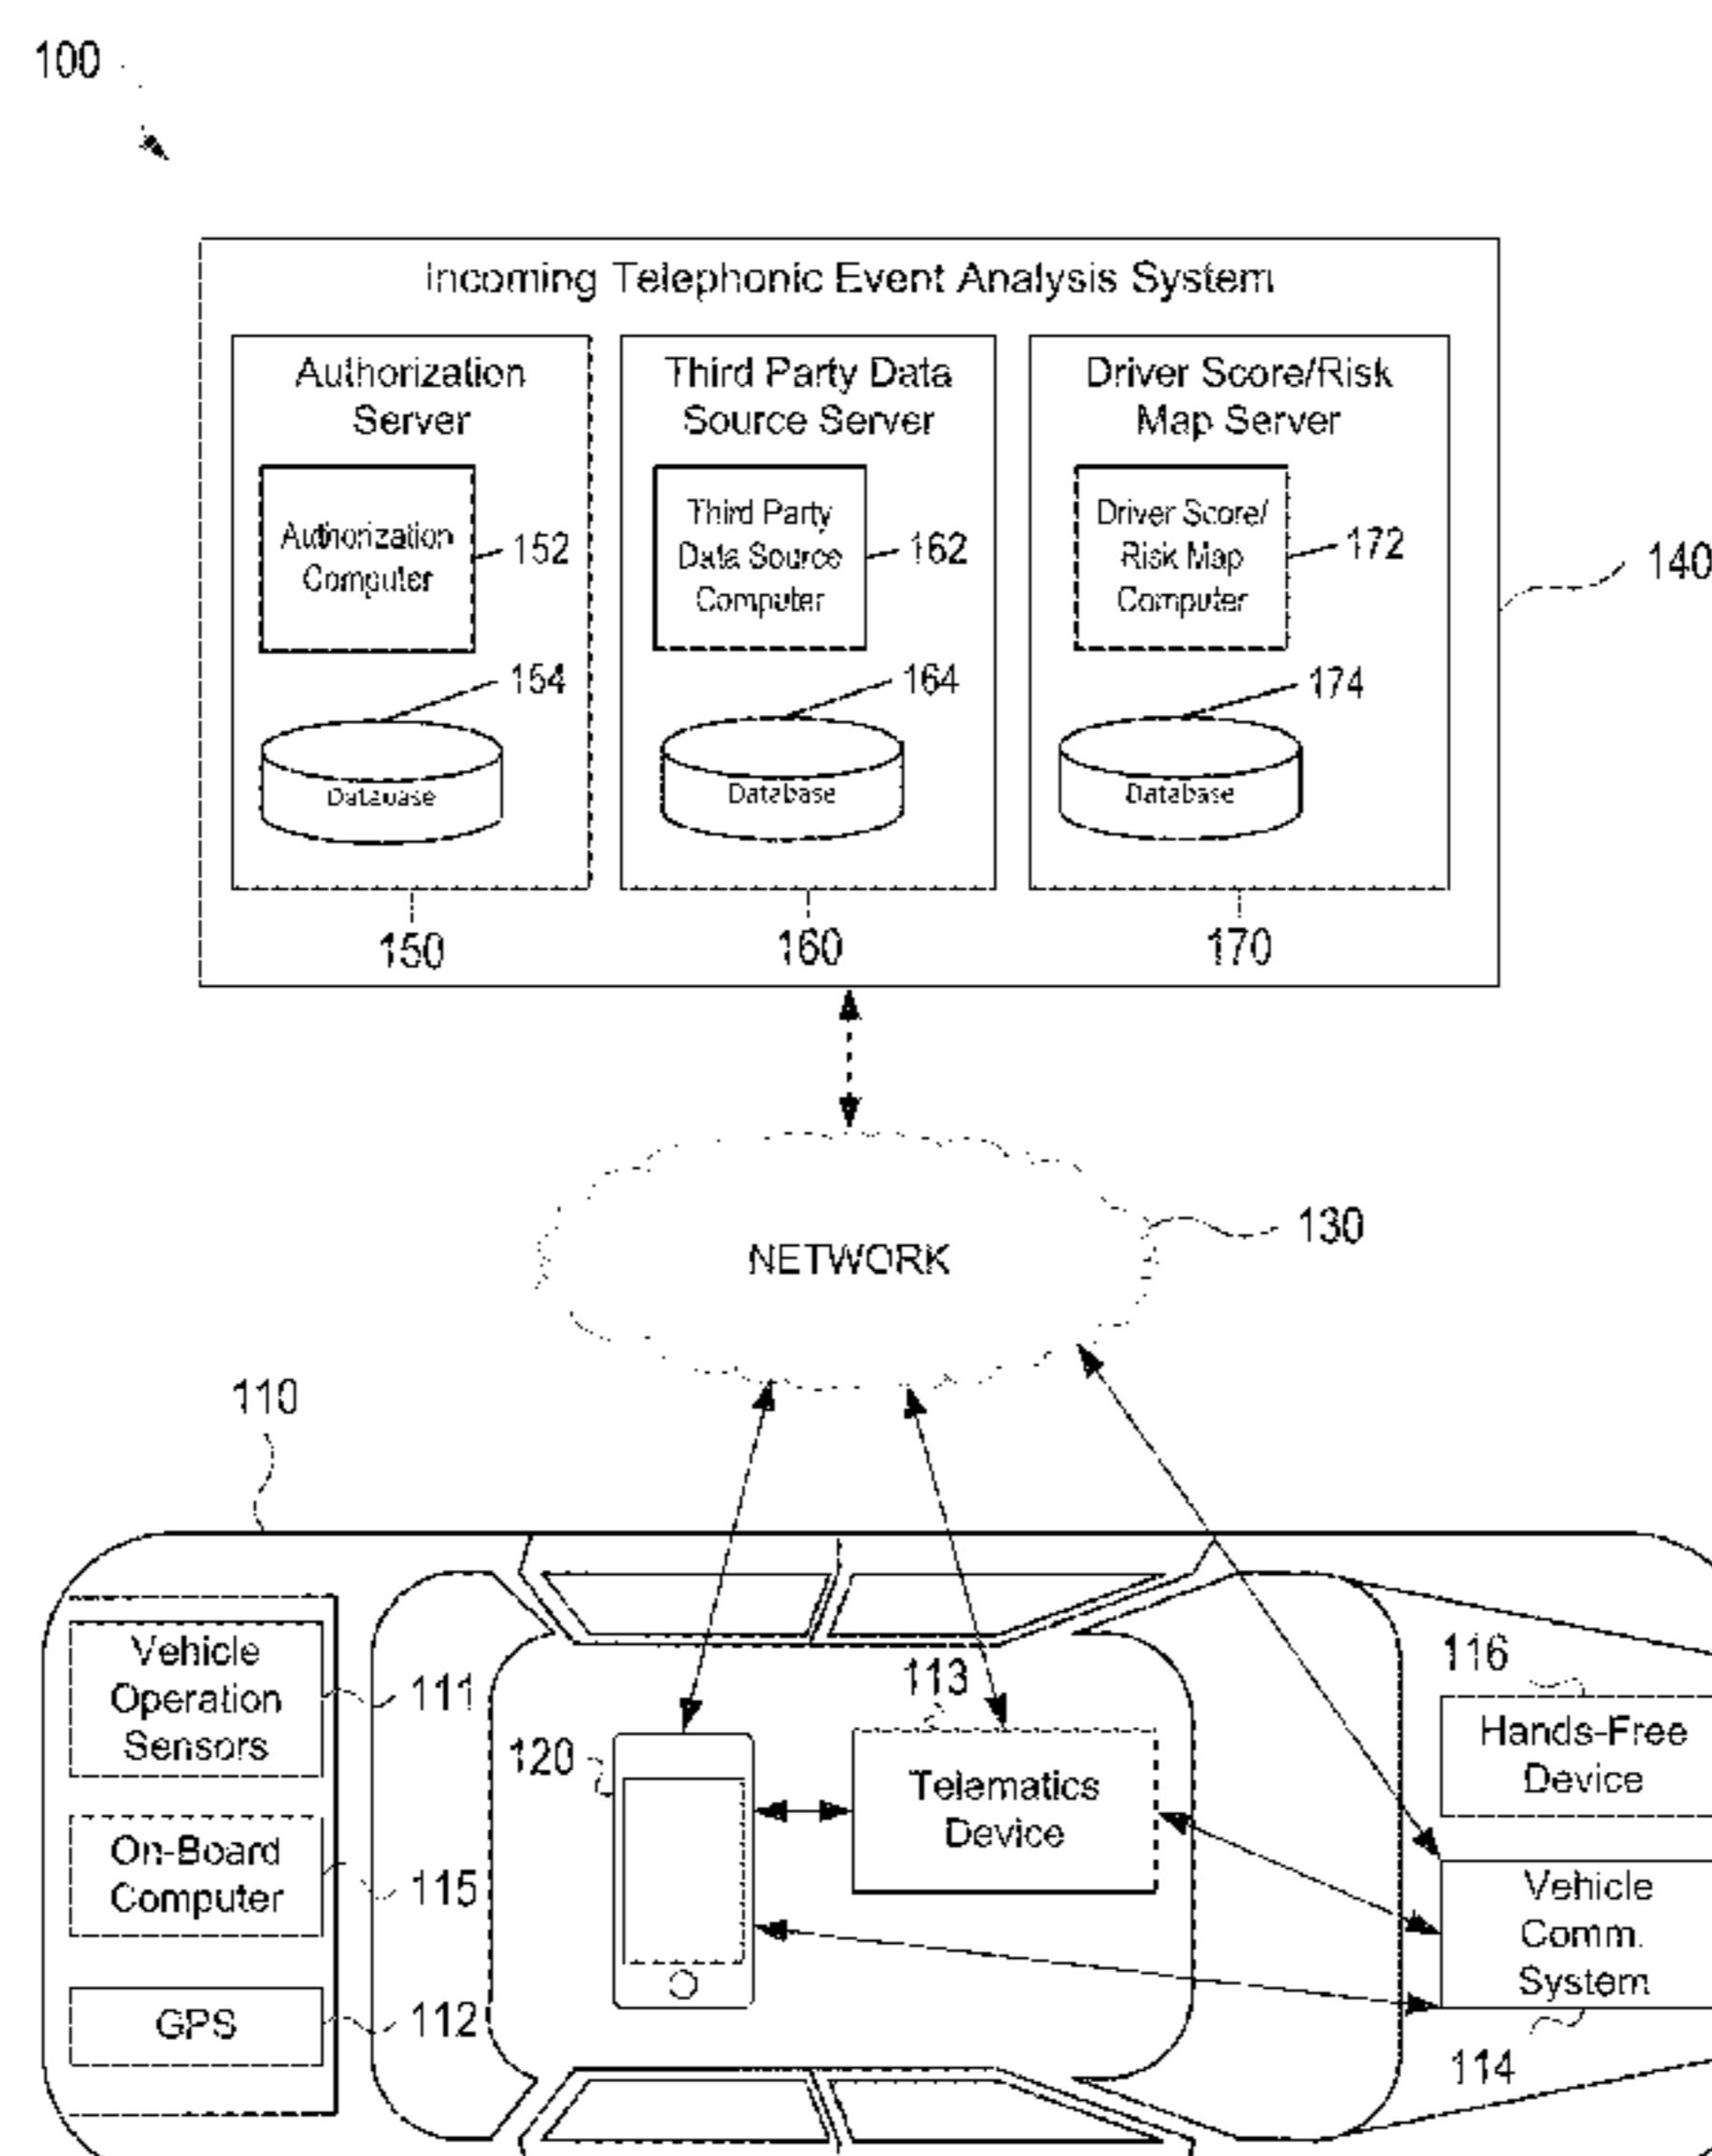 100
Incoming Telephonic Event Analysis System
Authorization
Server
Third Party Data
Source Server
Driver Score/Risk
Map Server
Authorization
Computer
152
Third Party
Data Source
Computer
162
Driver Score/
Risk Map
Computer
172
140
154
164
174
Database
Database
Database
150
160
170
NETWORK
130
110
Vehicle
Operation
Sensors
111
On-Board
Computer
115
GPS
112
120
113
Telematics
Device
116
Hands-Free
Device
Vehicle
Comm.
System
114